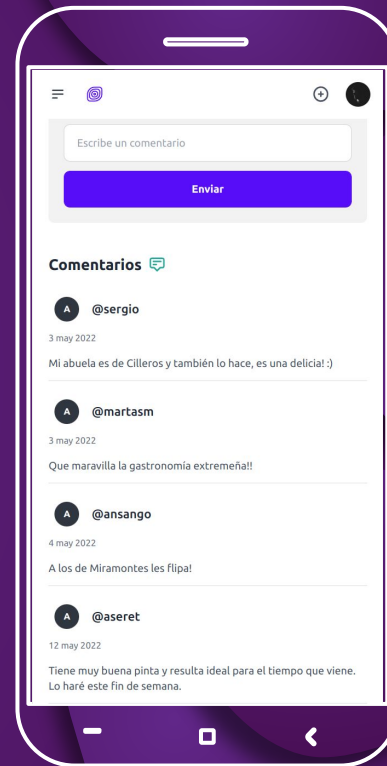 Escribe un comentario
Enviar
Comentarios
A @sergio
3 may 2022
Mi abuela es de Cilleros y también lo hace, es una delicia! :)
A @martasm
3 may 2022
Que maravilla la gastronomía extremeña!!
A @ansango
4 may 2022
A los de Miramontes les flipa!
A @aseret
12 may 2022
Tiene muy buena pinta y resulta ideal para el tiempo que viene.
Lo haré este fin de semana.